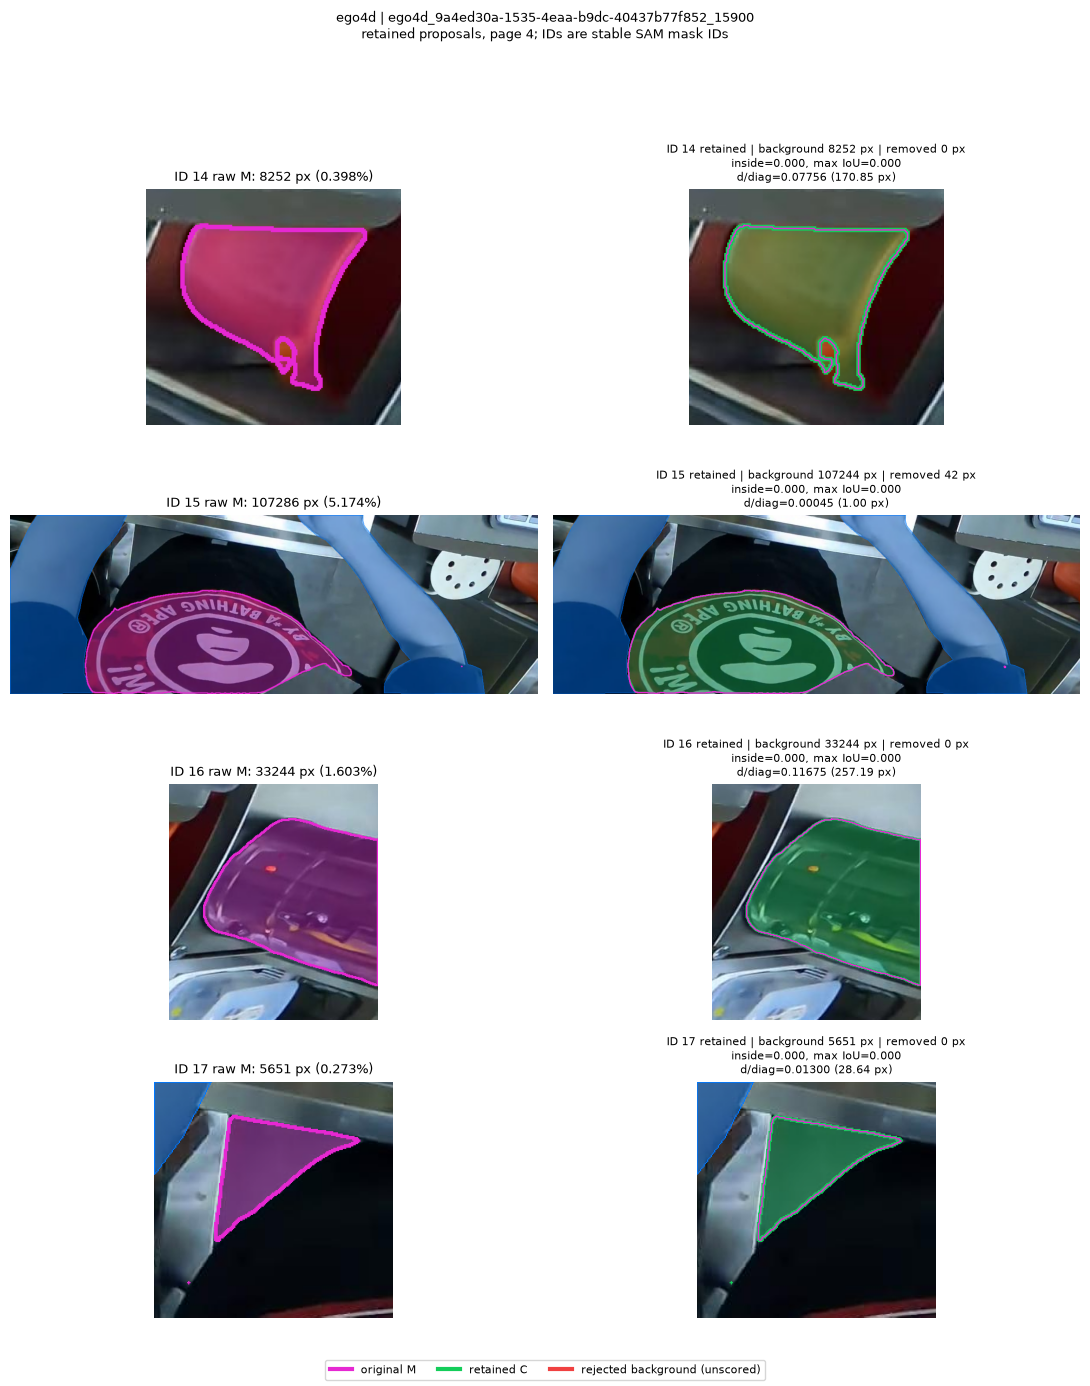 ego4d | ego4d_9a4ed30a-1535-4eaa-b9dc-40437b77f852_15900
retained proposals, page 4; IDs are stable SAM mask IDs
ID 14 raw M: 8252 px (0.398%)
ID 14 retained | background 8252 px | removed 0 px
inside=0.000, max IoU=0.000
d/diag=0.07756 (170.85 px)
ID 15 raw M: 107286 px (5.174%)
ID 15 retained | background 107244 px | removed 42 px
inside=0.000, max IoU=0.000
d/diag=0.00045 (1.00 px)
BY*A BATHING APE®
OW!
BY*A BATHING APE®
OW!
ID 16 raw M: 33244 px (1.603%)
ID 16 retained | background 33244 px | removed 0 px
inside=0.000, max IoU=0.000
d/diag=0.11675 (257.19 px)
ID 17 raw M: 5651 px (0.273%)
ID 17 retained | background 5651 px | removed 0 px
inside=0.000, max IoU=0.000
d/diag=0.01300 (28.64 px)
original M
retained C
rejected background (unscored)